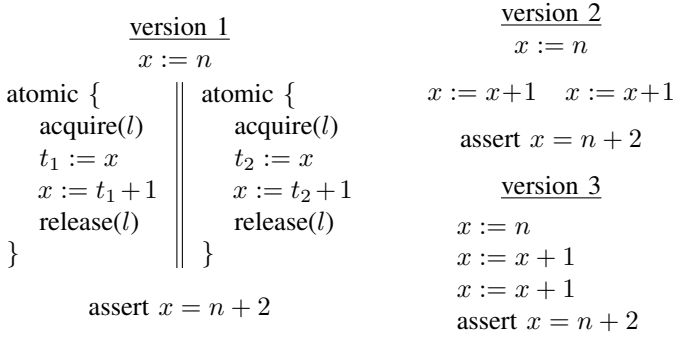 version 1
x := n
atomic {
acquire(l)
t₁ := x
x := t₁ + 1
release(l)
}
atomic {
acquire(l)
t₂ := x
x := t₂ + 1
release(l)
}
assert x = n + 2
version 2
x := n
x := x+1 x := x+1
assert x = n + 2
version 3
x := n
x := x + 1
x := x + 1
assert x = n + 2